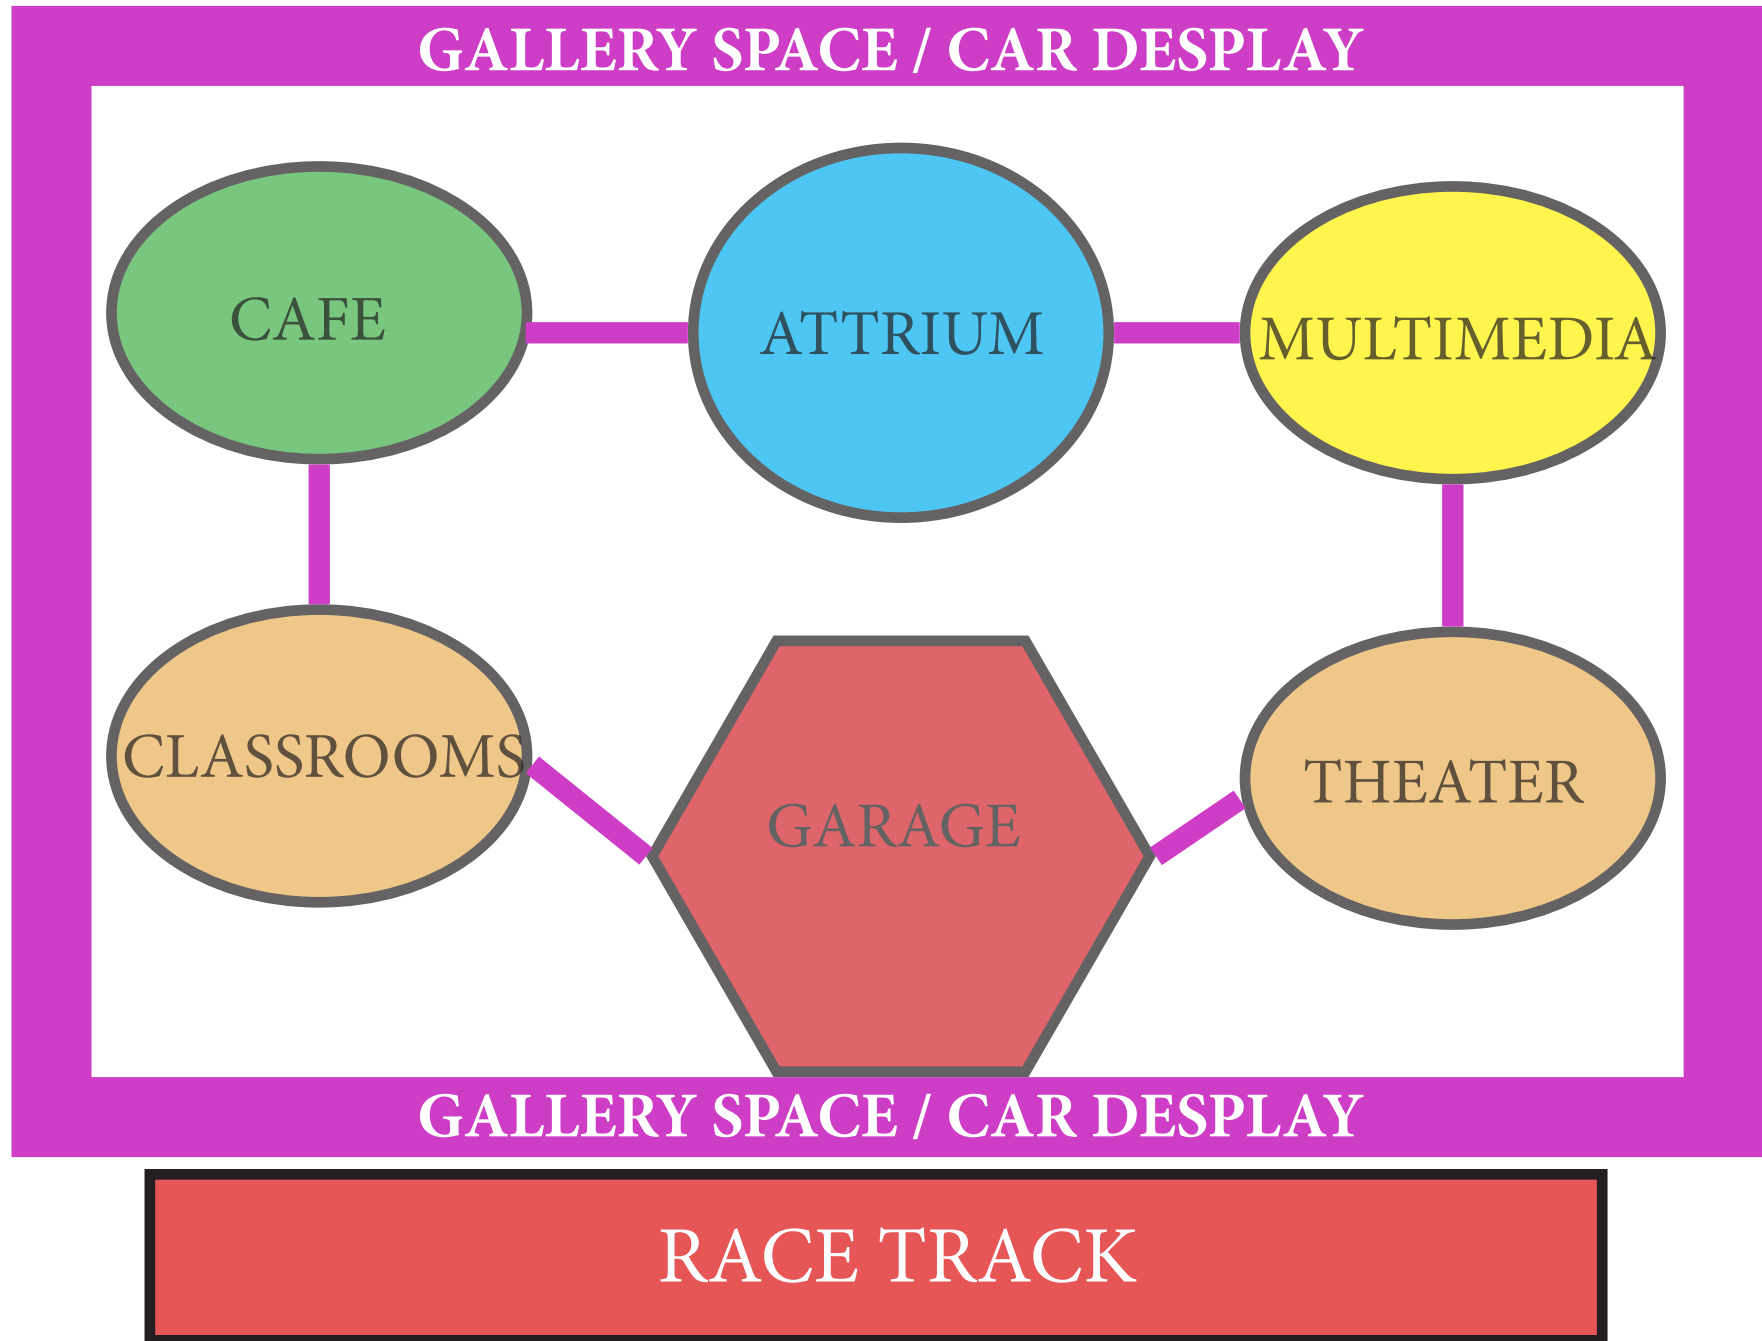 GALLERY SPACE / CAR DESPLAY
CAFE
ATTRIUM
MULTIMEDIA
CLASSROOMS
GARAGE
THEATER
GALLERY SPACE / CAR DESPLAY
RACE TRACK